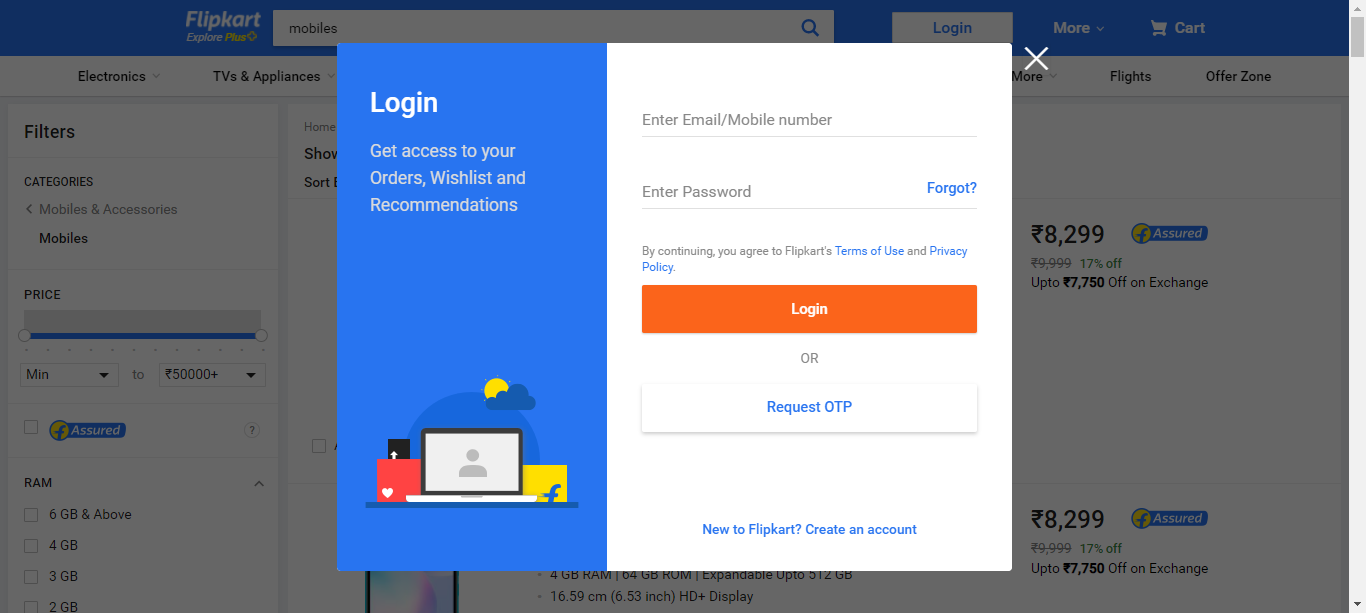 Flipkart
Explore Plus
mobiles
Login
More
Cart
Electronics
TVs & Appliances
More
Flights
Offer Zone
Filters
CATEGORIES
Mobiles & Accessories
Mobiles
PRICE
Min
to
₹50000+
Assured
?
RAM
6 GB & Above
4 GB
3 GB
2 GB
Home
Sort
Login
Get access to your
Orders, Wishlist and
Recommendations
Enter Email/Mobile number
Enter Password
Forgot?
By continuing, you agree to Flipkart's Terms of Use and Privacy
Policy.
Login
OR
Request OTP
New to Flipkart? Create an account
₹8,299
Assured
₹9,999 17% off
Upto ₹7,750 Off on Exchange
₹8,299
Assured
₹9,999 17% off
Upto ₹7,750 Off on Exchange
4 GB RAM | 64 GB ROM | Expandable Upto 512 GB
16.59 cm (6.53 inch) HD+ Display